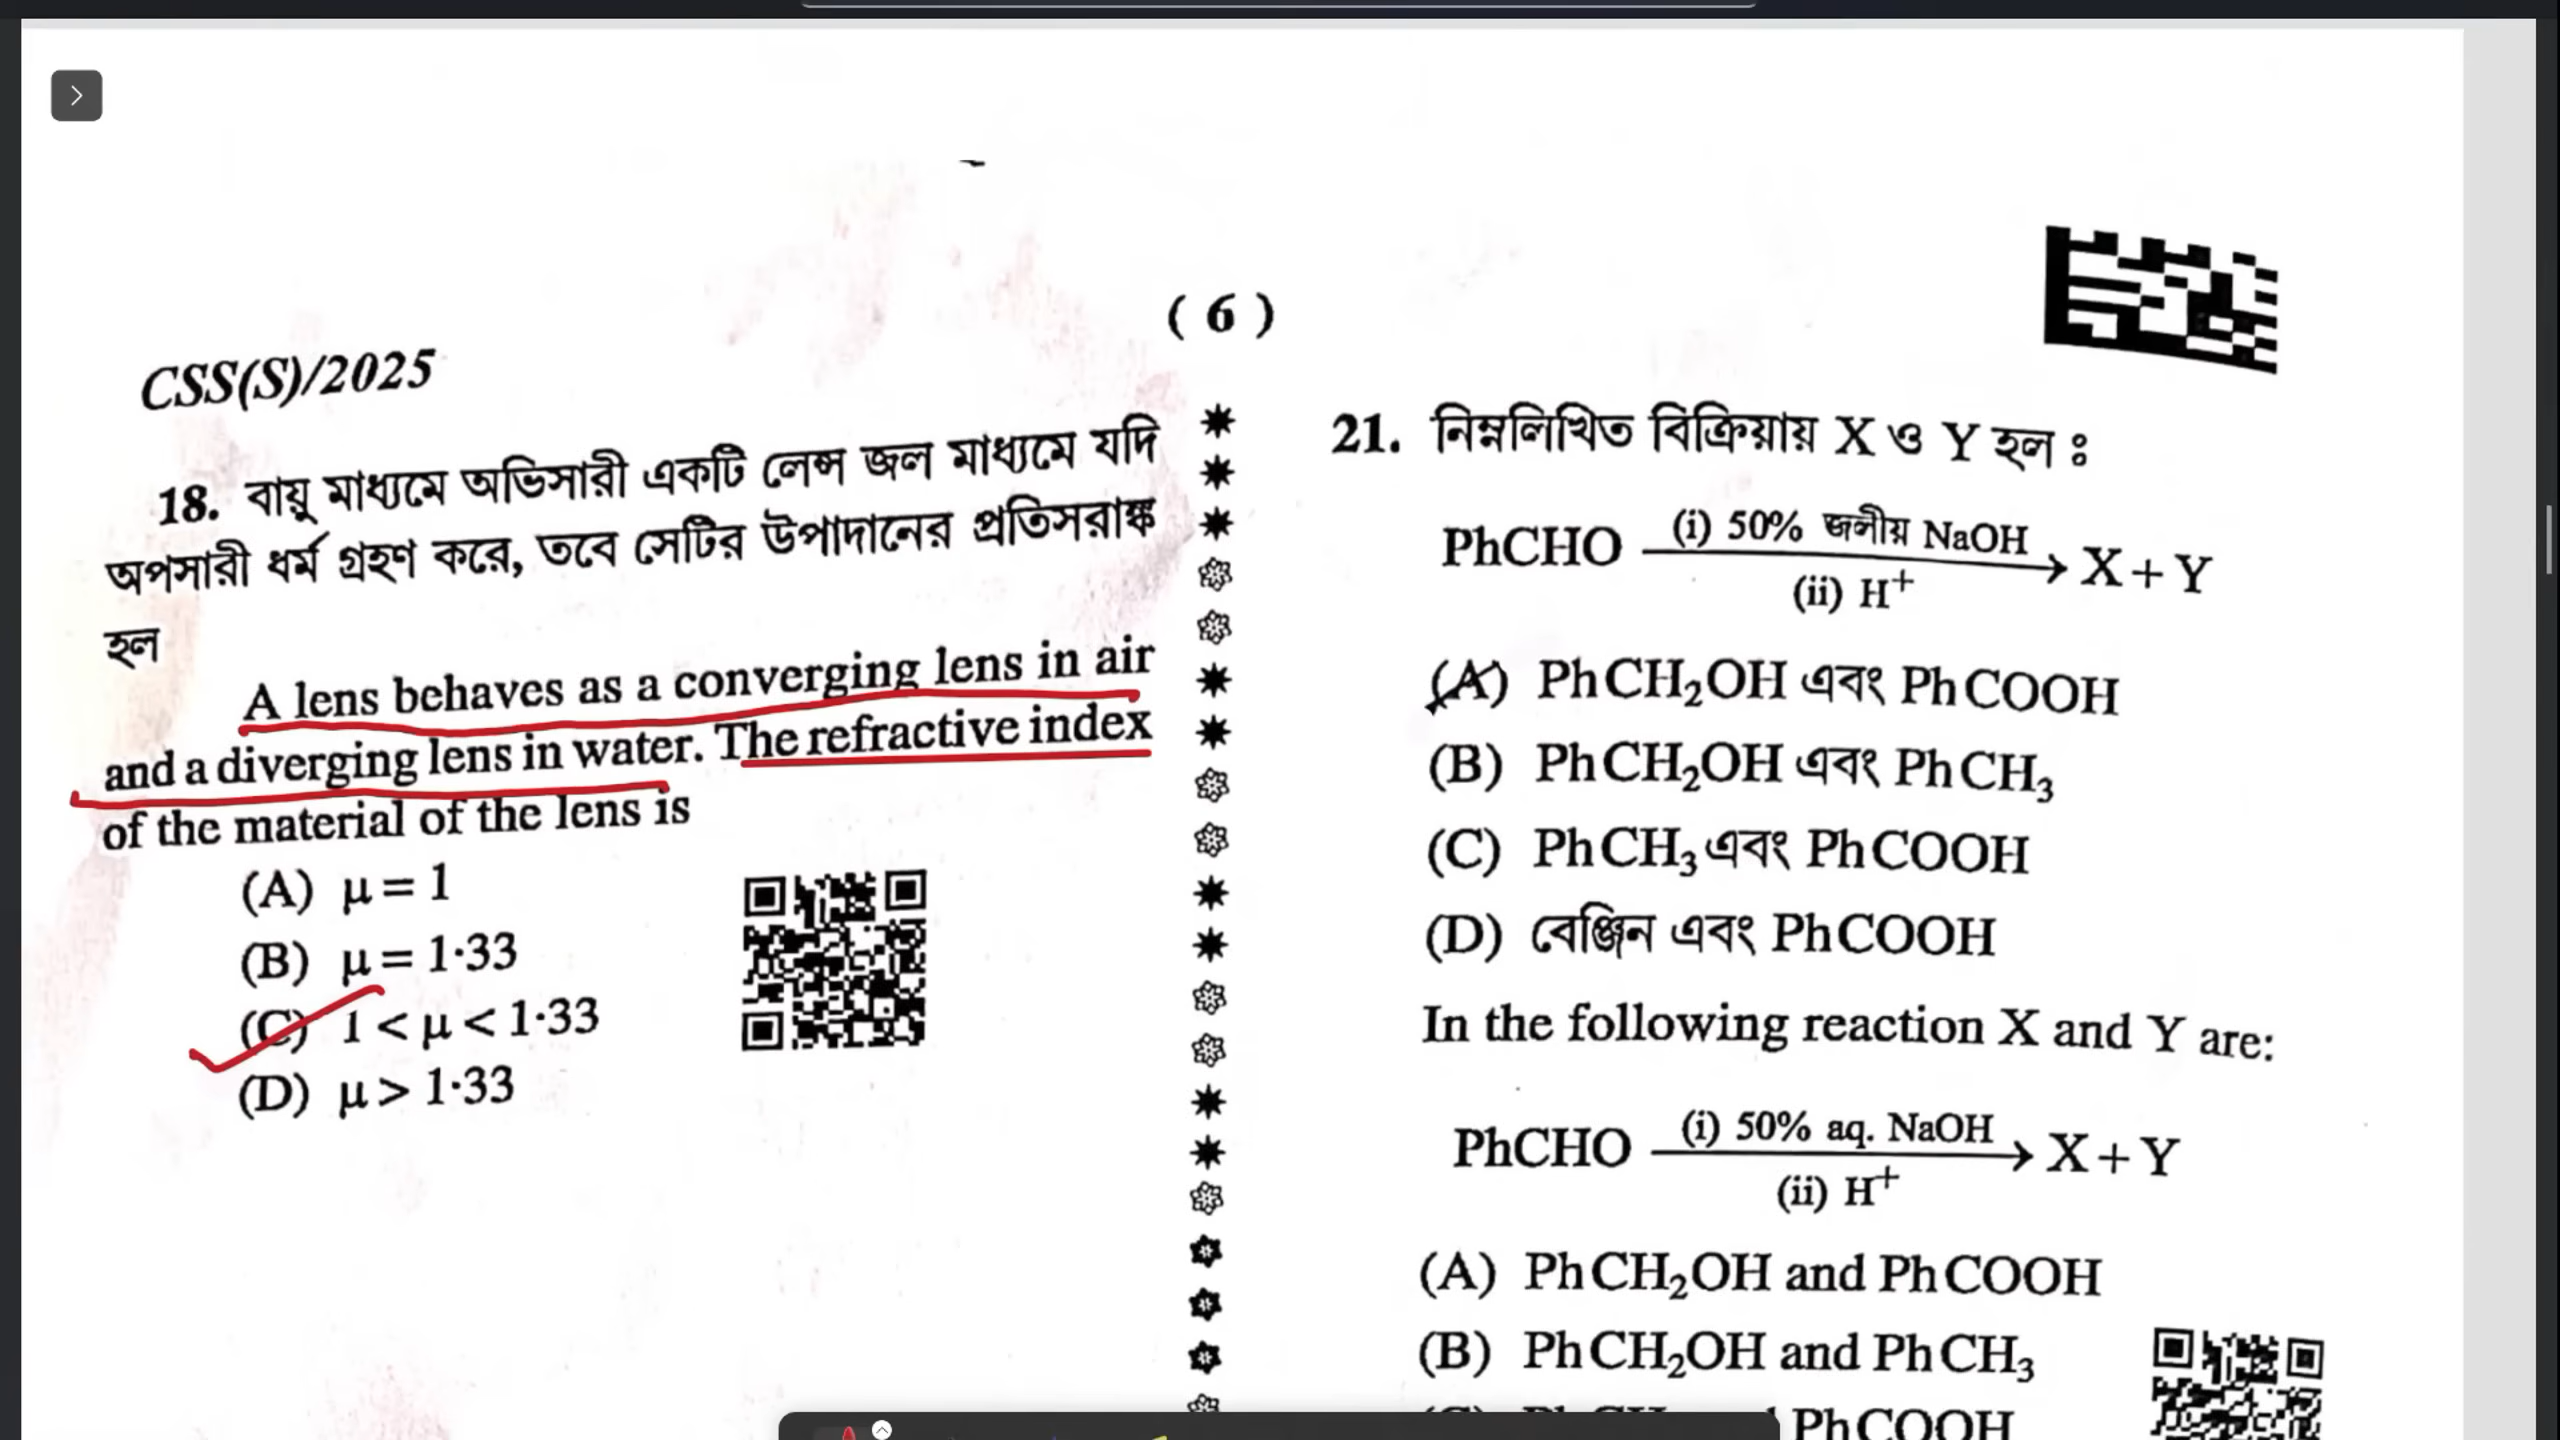 ( 6 )
CSS(S)/2025
18. বায়ু মাধ্যমে অভিসারী একটি লেন্স জল মাধ্যমে যদি
অপসারী ধর্ম গ্রহণ করে, তবে সেটির উপাদানের প্রতিসরাঙ্ক
হল
A lens behaves as a converging lens in air
and a diverging lens in water. The refractive index
of the material of the lens is
(A) μ = 1
(B) μ = 1·33
(C) 1 < μ < 1·33
(D) μ > 1·33
21. নিম্নলিখিত বিক্রিয়ায় X ও Y হল ঃ
PhCHO (i) 50% জলীয় NaOH → X + Y
(ii) H⁺
(A) PhCH₂OH এবং PhCOOH
(B) PhCH₂OH এবং PhCH₃
(C) PhCH₃ এবং PhCOOH
(D) বেঞ্জিন এবং PhCOOH
In the following reaction X and Y are:
PhCHO (i) 50% aq. NaOH → X + Y
(ii) H⁺
(A) PhCH₂OH and PhCOOH
(B) PhCH₂OH and PhCH₃
PhCOOH